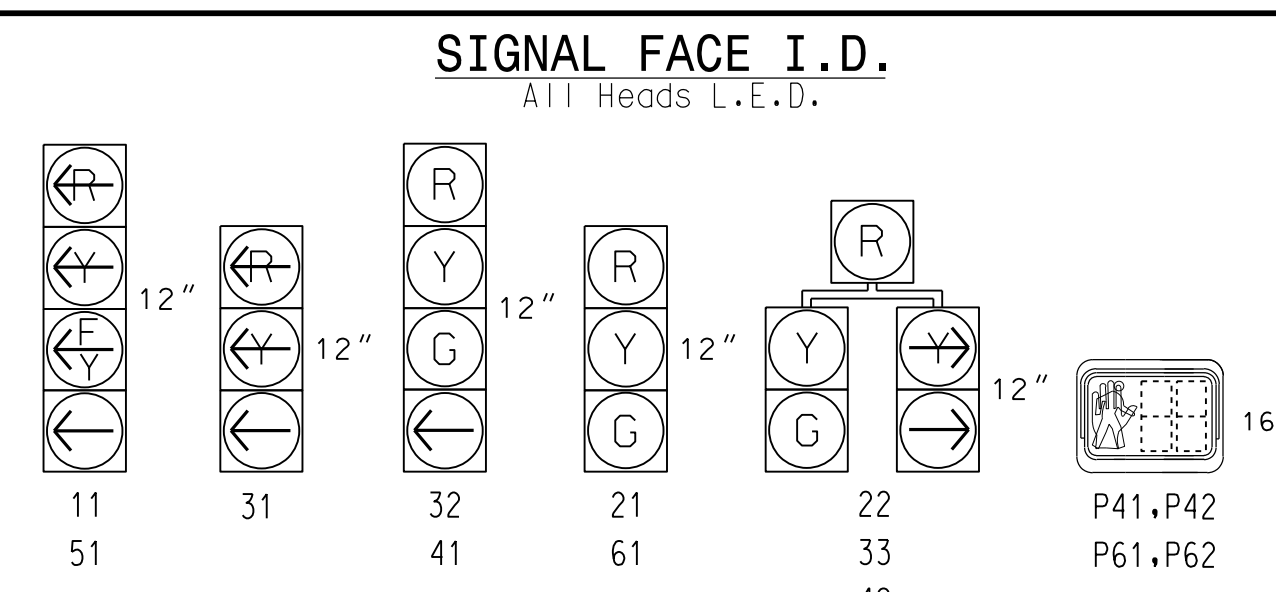 SIGNAL FACE I.D.
All Heads L.E.D.
R
Y
F
Y
12"
11
51
R
Y
12"
31
R
Y
G
12"
32
41
R
Y
G
12"
21
61
R
Y
Y
G
12"
22
33
16
P41,P42
P61,P62